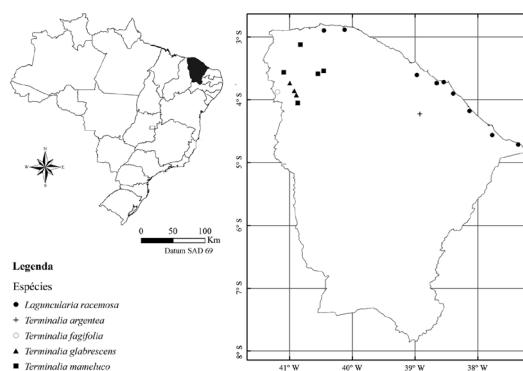 N
W
E
S
0 50 100
Km
Datum SAD 69
Legenda
Espécies
Laguncularia racemosa
Terminalia argentea
Terminalia fagifolia
Terminalia glabrescens
Terminalia mameluco
3°S
4°S
5°S
6°S
7°S
8°S
41°W
40°W
39°W
38°W